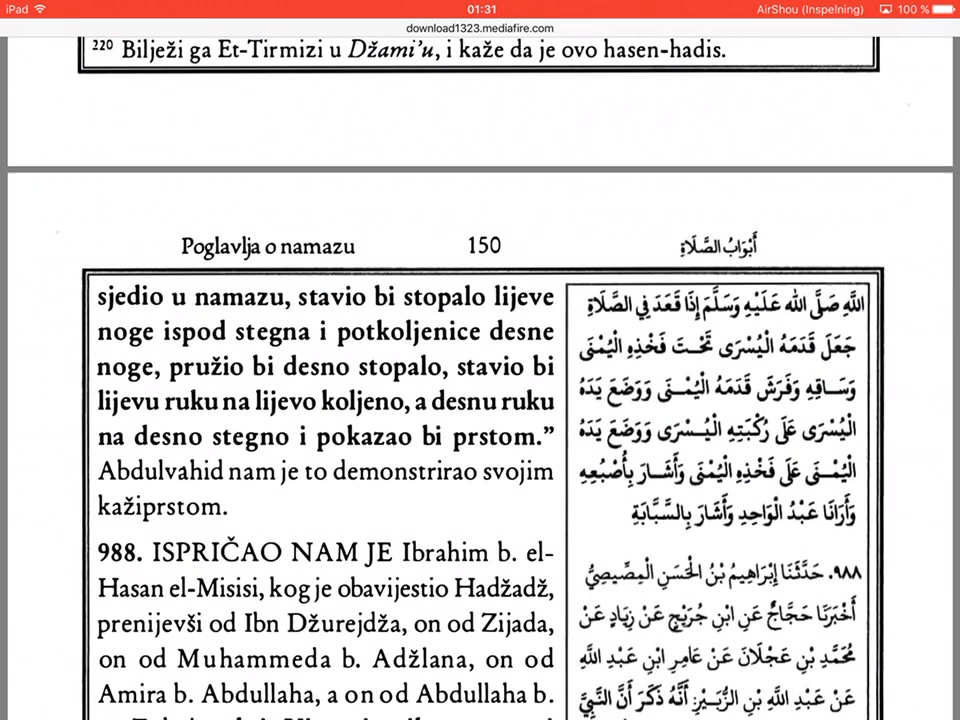 iPad 01:31 AirShou (Inspelning) 100 %
download1323.mediafire.com
220 Bilježi ga Et-Tirmizi u Džami’u, i kaže da je ovo hasen-hadis.
Poglavlja o namazu 150 أَبْوَابُ الصَّلَاةِ
sjedio u namazu, stavio bi stopalo lijeve
noge ispod stegna i potkoljenice desne
noge, pružio bi desno stopalo, stavio bi
lijevu ruku na lijevo koljeno, a desnu ruku
na desno stegno i pokazao bi prstom.”
Abdulvahid nam je to demonstrirao svojim
kažiprstom.
988. ISPRIČAO NAM JE Ibrahim b. el-
Hasan el-Misisi, kog je obavijestio Hadžadž,
prenijevši od Ibn Džurejdža, on od Zijada,
on od Muhammeda b. Adžlana, on od
Amira b. Abdullaha, a on od Abdullaha b.
اللَّهِ صَلَّى الله عَلَيْهِ وَسَلَّمَ إِذَا قَعَدَ فِي الصَّلَاةِ
جَعَلَ قَدَمَهُ الْيُسْرَى تَحْتَ فَخْذِهِ الْيُمْنَى
وَسَاقِهِ وَفَرَشَ قَدَمَهُ الْيُمْنَى وَوَضَعَ يَدَهُ
الْيُسْرَى عَلَى رُكْبَتِهِ الْيُسْرَى وَوَضَعَ يَدَهُ
الْيُمْنَى عَلَى فَخْذِهِ الْيُمْنَى وَأَشَارَ بِأُصْبُعِهِ
وَأَرَانَا عَبْدُ الْوَاحِدِ وَأَشَارَ بِالسَّبَّابَةِ
٩٨٨. حَدَّثَنَا إِبْرَاهِيمُ بْنُ الْحَسَنِ الْمِصِّيصِيُّ
أَخْبَرَنَا حَجَّاجٌ عَنِ ابْنِ جُرَيْجٍ عَنْ زِيَادٍ عَنْ
مُحَمَّدِ بْنِ عَجْلَانَ عَنْ عَامِرِ ابْنِ عَبْدِ اللَّهِ
عَنْ عَبْدِ اللَّهِ بْنِ الزُّبَيْرِ أَنَّهُ ذَكَرَ أَنَّ النَّبِيَّ